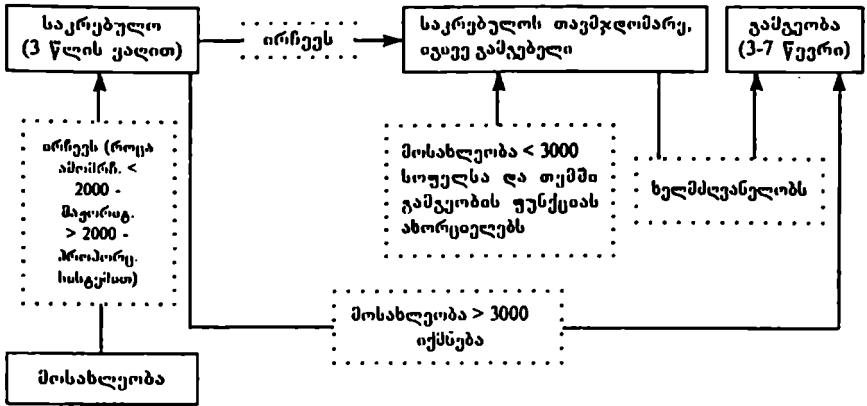 საკრებულო
(3 წლის ვადით)
ირჩევს
საკრებულოს თავმჯდომარე,
იგივე გამგებელი
გამგეობა
(3-7 წევრი)
ირჩევს (როცა
ამომრჩ. <
2000 -
მაჟორიტ.
> 2000 -
პროპორც.
სისტემით)
მოსახლეობა < 3000
სოფელსა და თემში
გამგეობის ფუნქციას
ახორციელებს
ხელმძღვანელობს
მოსახლეობა > 3000
იქმნება
მოსახლეობა